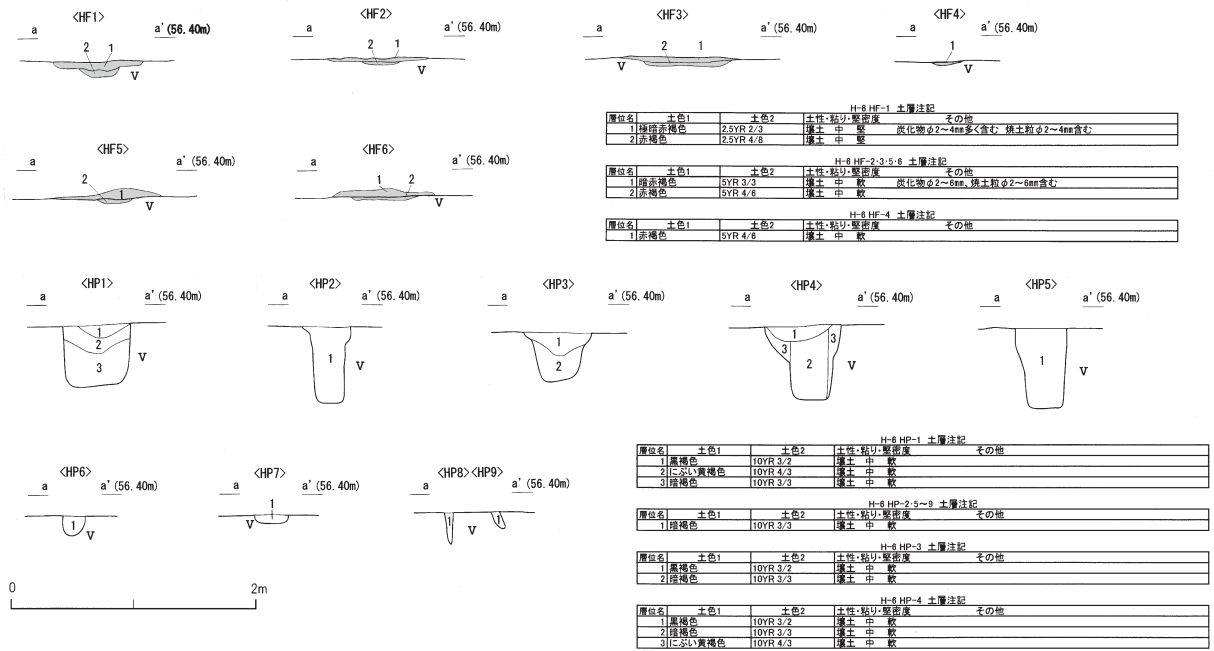 <HF1> <HF2> <HF3> <HF4>
a a' (56.40m) a a' (56.40m) a a' (56.40m) a a' (56.40m)
2 1 2 1 2 1 1
V V V V
H-6 HF-1 土層注記
層位名 土色1 土色2 土性・粘り・堅密度 その他
1 極暗赤褐色 2.5YR 2/3 壤土 中 堅 炭化物φ2~4mm多く含む 焼土粒φ2~4mm含む
2 赤褐色 2.5YR 4/8 壤土 中 堅
<HF5> <HF6>
a a' (56.40m) a a' (56.40m)
2 1 1 2
V V
H-6 HF-2・3・5・6 土層注記
層位名 土色1 土色2 土性・粘り・堅密度 その他
1 暗赤褐色 5YR 3/3 壤土 中 軟 炭化物φ2~6mm、焼土粒φ2~6mm含む
2 赤褐色 5YR 4/6 壤土 中 軟
H-6 HF-4 土層注記
層位名 土色1 土色2 土性・粘り・堅密度 その他
1 赤褐色 5YR 4/6 壤土 中 軟
<HP1> <HP2> <HP3> <HP4> <HP5>
a a' (56.40m) a a' (56.40m) a a' (56.40m) a a' (56.40m) a a' (56.40m)
1 2 3 V
1 V
1 2 V
1 3 2 3 V
1 V
H-6 HP-1 土層注記
層位名 土色1 土色2 土性・粘り・堅密度 その他
1 黒褐色 10YR 3/2 壤土 中 軟
2 にぶい黄褐色 10YR 4/3 壤土 中 軟
3 暗褐色 10YR 3/3 壤土 中 軟
<HP6> <HP7> <HP8> <HP9>
a a' (56.40m) a a' (56.40m) a a' (56.40m)
1 V 1 V 1 1 V
H-6 HP-2・5~9 土層注記
層位名 土色1 土色2 土性・粘り・堅密度 その他
1 暗褐色 10YR 3/3 壤土 中 軟
H-6 HP-3 土層注記
層位名 土色1 土色2 土性・粘り・堅密度 その他
1 黒褐色 10YR 3/2 壤土 中 軟
2 暗褐色 10YR 3/3 壤土 中 軟
H-6 HP-4 土層注記
層位名 土色1 土色2 土性・粘り・堅密度 その他
1 黒褐色 10YR 3/2 壤土 中 軟
2 暗褐色 10YR 3/3 壤土 中 軟
3 にぶい黄褐色 10YR 4/3 壤土 中 軟
0 2m